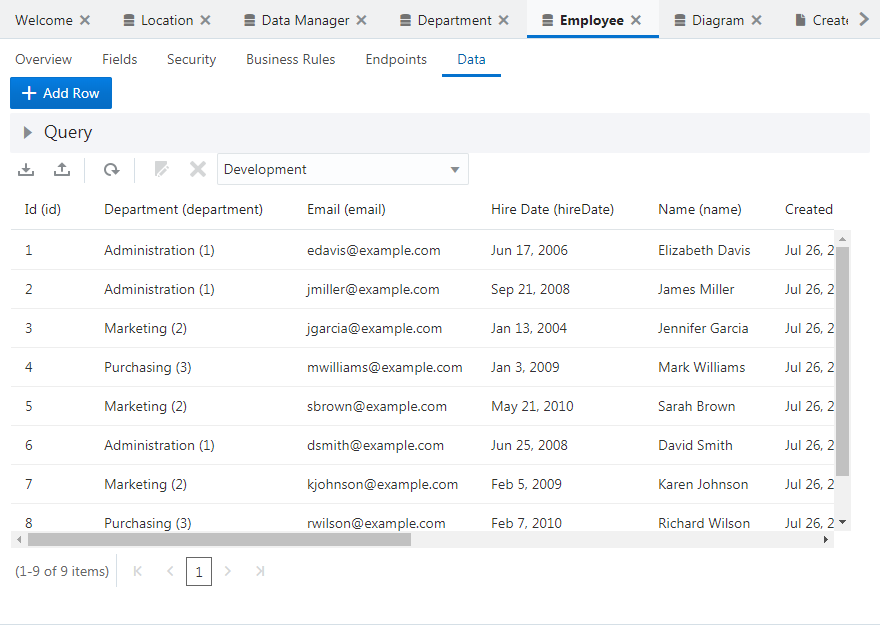 Welcome Location Data Manager Department Employee Diagram Create
Overview Fields Security Business Rules Endpoints Data
Add Row
Query
Development
Id (id) Department (department) Email (email) Hire Date (hireDate) Name (name) Created
1 Administration (1) edavis@example.com Jun 17, 2006 Elizabeth Davis Jul 26, 2
2 Administration (1) jmiller@example.com Sep 21, 2008 James Miller Jul 26, 2
3 Marketing (2) jgarcia@example.com Jan 13, 2004 Jennifer Garcia Jul 26, 2
4 Purchasing (3) mwilliams@example.com Jan 3, 2009 Mark Williams Jul 26, 2
5 Marketing (2) sbrown@example.com May 21, 2010 Sarah Brown Jul 26, 2
6 Administration (1) dsmith@example.com Jun 25, 2008 David Smith Jul 26, 2
7 Marketing (2) kjohnson@example.com Feb 5, 2009 Karen Johnson Jul 26, 2
8 Purchasing (3) rwilson@example.com Feb 7, 2010 Richard Wilson Jul 26, 2
(1-9 of 9 items) 1